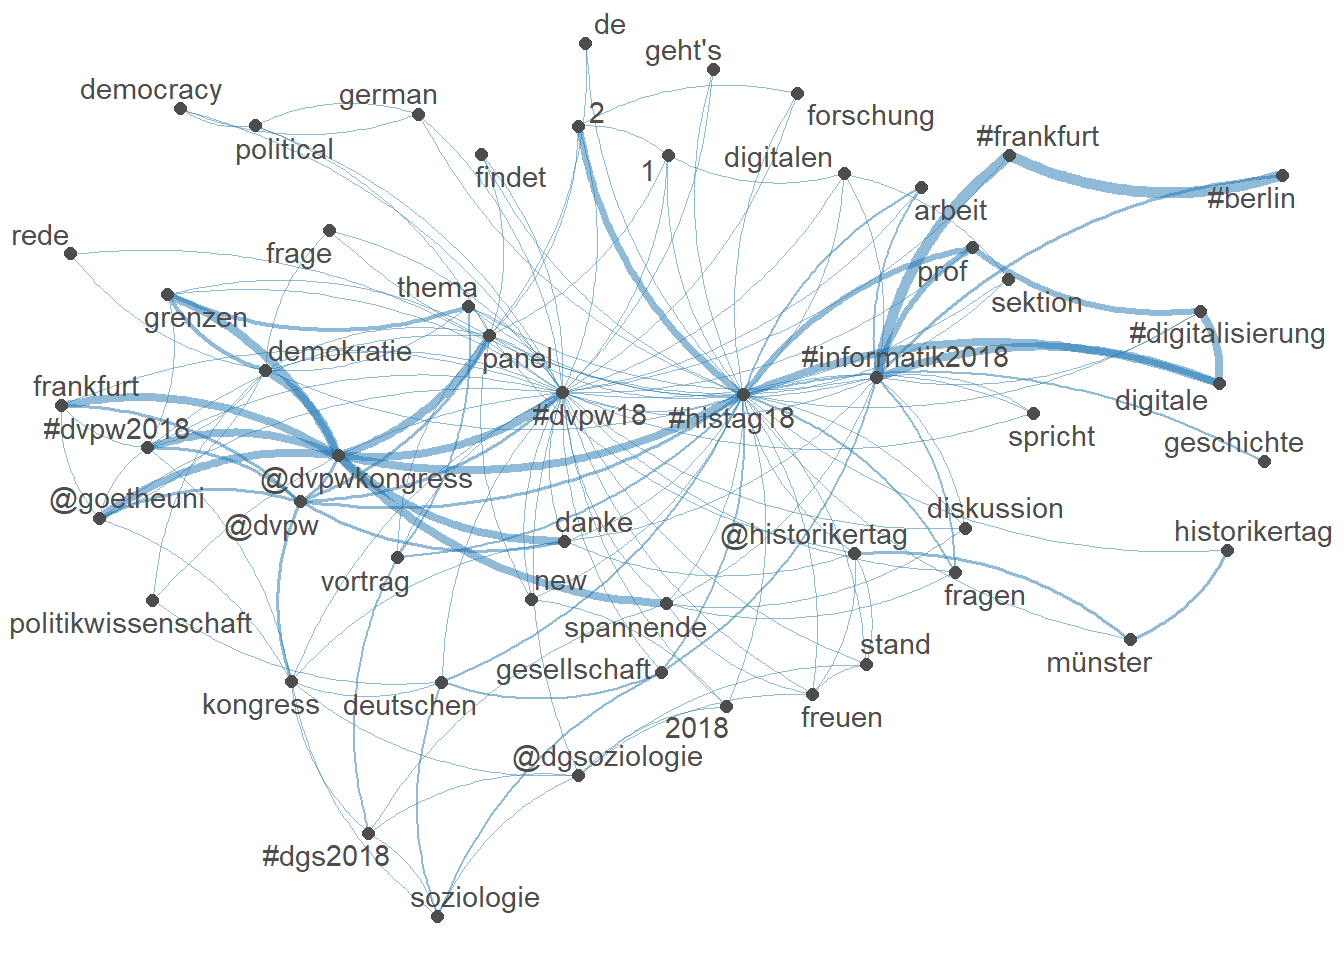 de
geht's
democracy
german
2
forschung
political
#frankfurt
findet
1
digitalen
#berlin
arbeit
rede
frage
prof
sektion
thema
grenzen
#digitalisierung
demokratie
panel
#informatik2018
frankfurt
digitale
#dvpw18
#histag18
#dvpw2018
spricht
geschichte
@dvpwkongress
@goetheuni
@dvpw
danke
diskussion
@historikertag
historikertag
vortrag
new
fragen
politikwissenschaft
spannende
stand
münster
gesellschaft
kongress
deutschen
2018
freuen
@dgsoziologie
#dgs2018
soziologie